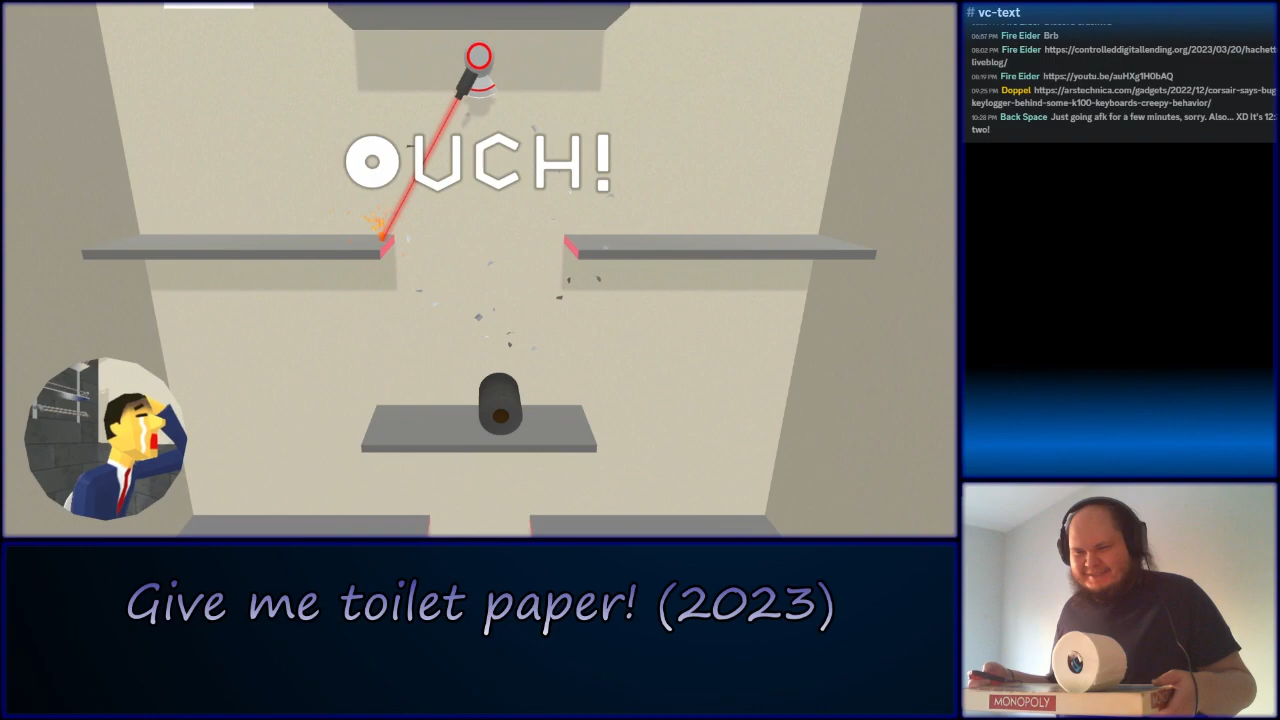 # vc-text
06:57 PM Fire Eider Brb
08:02 PM Fire Eider https://controlleddigitallending.org/2023/03/20/hachett
liveblog/
08:19 PM Fire Eider https://youtu.be/auHXg1H0bAQ
09:25 PM Doppel https://arstechnica.com/gadgets/2022/12/corsair-says-bug
keylogger-behind-some-k100-keyboards-creepy-behavior/
10:28 PM Back Space Just going afk for a few minutes, sorry. Also... XD It's 12:
two!
OUCH!
Give me toilet paper! (2023)
MONOPOLY